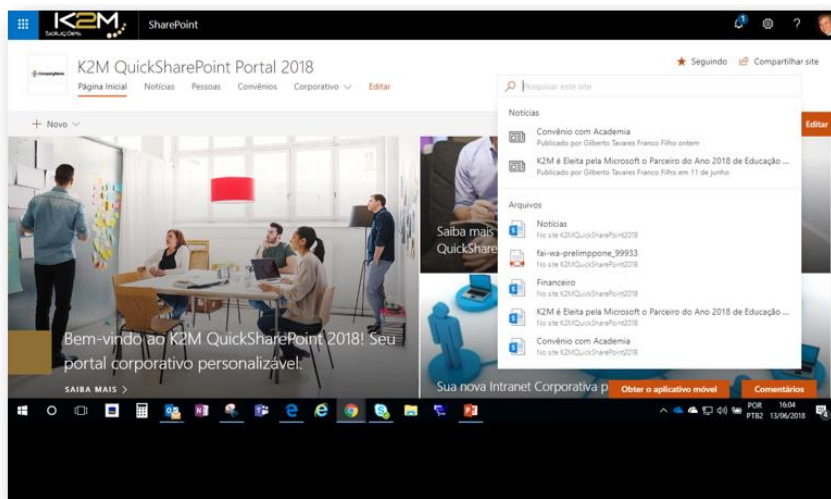 K2M
Soluções
SharePoint
1
?
K2M QuickSharePoint Portal 2018
Seguindo
Compartilhar site
Página Inicial
Notícias
Pessoas
Convênios
Corporativo
Editar
Pesquisar este site
+ Novo
Editar
Notícias
Convênio com Academia
Publicado por Gilberto Tavares Franco Filho ontem
K2M é Eleita pela Microsoft o Parceiro do Ano 2018 de Educação ...
Publicado por Gilberto Tavares Franco Filho em 11 de junho
Arquivos
Notícias
No site K2MQuickSharePoint2018
fai-wa-prelimppone_99933
No site K2MQuickSharePoint2018
Financeiro
No site K2MQuickSharePoint2018
K2M é Eleita pela Microsoft o Parceiro do Ano 2018 de Educação ...
No site K2MQuickSharePoint2018
Convênio com Academia
No site K2MQuickSharePoint2018
Saiba mais
QuickShare
Bem-vindo ao K2M QuickSharePoint 2018! Seu
portal corporativo personalizável.
SAIBA MAIS >
Sua nova Intranet Corporativa p
Obter o aplicativo móvel
Comentários
POR
PTB2
16:04
13/06/2018
4